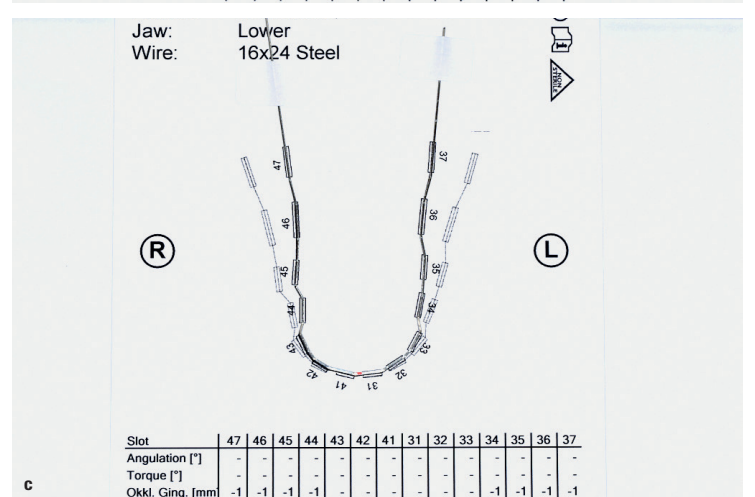 Jaw: Lower
Wire: 16x24 Steel
NON STERILE
47
37
46
36
R
L
45
35
44
34
43
33
42
32
41
31
Slot 47 46 45 44 43 42 41 31 32 33 34 35 36 37
Angulation [°] - - - - - - - - - - - - - -
Torque [°] - - - - - - - - - - - - - -
Okkl. Ging. [mm] -1 -1 -1 -1 - - - - - - -1 -1 -1 -1
c